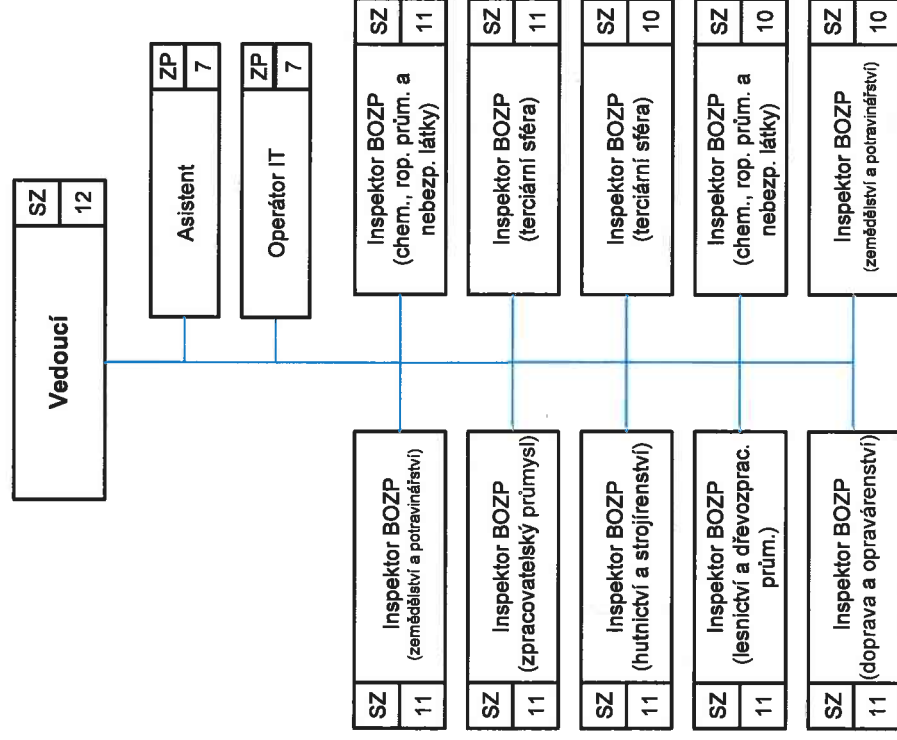 Vedoucí
SZ
12
Asistent
ZP
7
Operátor IT
ZP
7
SZ
11
Inspektor BOZP
(zemědělství a potravinářství)
Inspektor BOZP
(chem., rop. prům. a
nebezp. látky)
SZ
11
SZ
11
Inspektor BOZP
(zpracovatelský průmysl)
Inspektor BOZP
(terciární sféra)
SZ
11
SZ
11
Inspektor BOZP
(hutnictví a strojírenství)
Inspektor BOZP
(terciární sféra)
SZ
10
SZ
11
Inspektor BOZP
(lesnictví a dřevozprac.
prům.)
Inspektor BOZP
(chem., rop. prům. a
nebezp. látky)
SZ
10
SZ
11
Inspektor BOZP
(doprava a opravárenství)
Inspektor BOZP
(zemědělství a potravinářství)
SZ
10